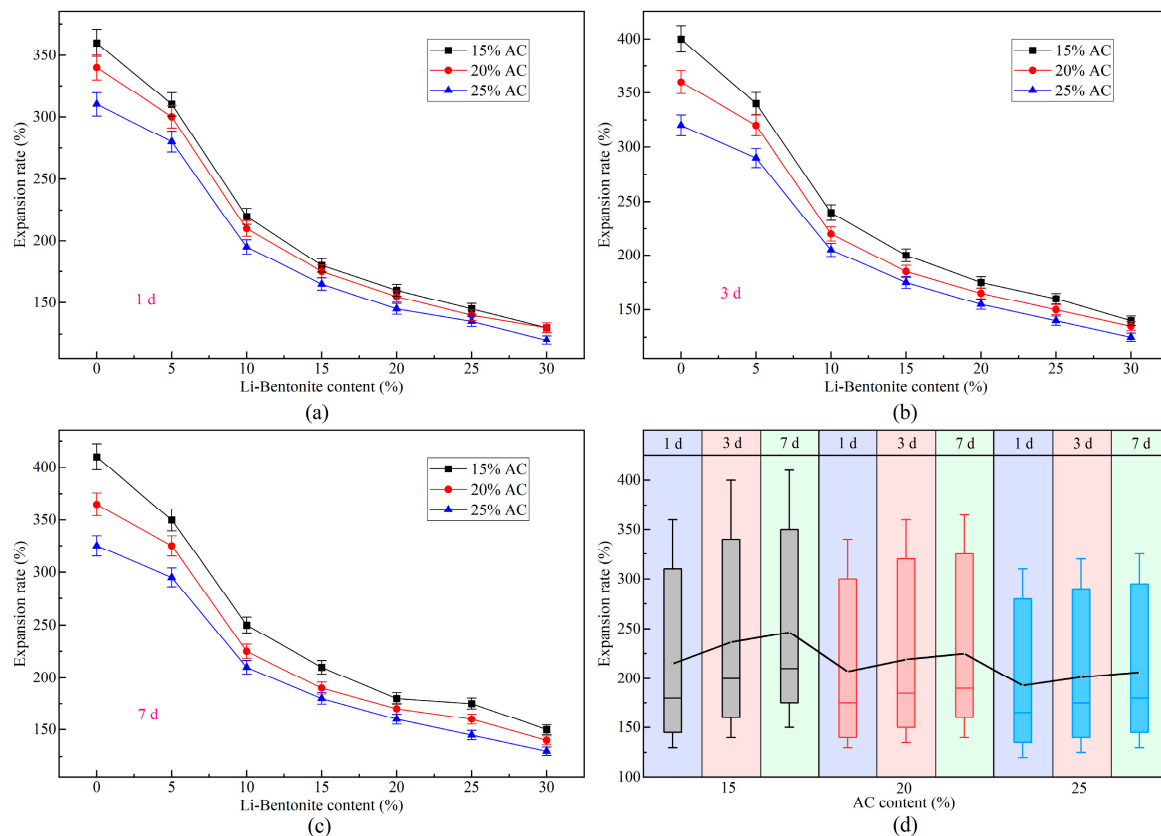 350
300
250
200
150
Expansion rate (%)
15% AC
20% AC
25% AC
1 d
0 5 10 15 20 25 30
Li-Bentonite content (%)
(a)
400
350
300
250
200
150
Expansion rate (%)
15% AC
20% AC
25% AC
3 d
0 5 10 15 20 25 30
Li-Bentonite content (%)
(b)
400
350
300
250
200
150
Expansion rate (%)
15% AC
20% AC
25% AC
7 d
0 5 10 15 20 25 30
Li-Bentonite content (%)
(c)
1 d 3 d 7 d 1 d 3 d 7 d 1 d 3 d 7 d
400
350
300
250
200
150
100
Expansion rate (%)
15 20 25
AC content (%)
(d)